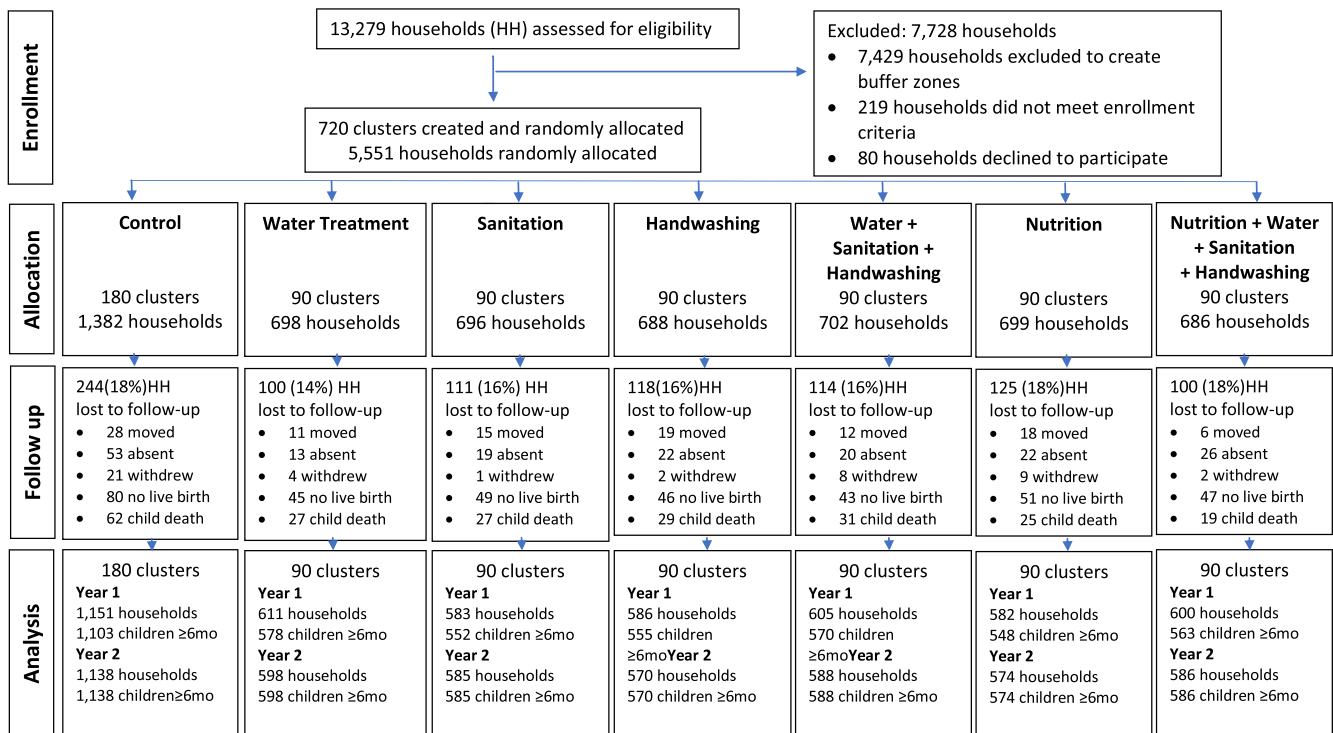 Enrollment
13,279 households (HH) assessed for eligibility
Excluded: 7,728 households
• 7,429 households excluded to create
buffer zones
• 219 households did not meet enrollment
criteria
• 80 households declined to participate
720 clusters created and randomly allocated
5,551 households randomly allocated
Allocation
Control
180 clusters
1,382 households
Water Treatment
90 clusters
698 households
Sanitation
90 clusters
696 households
Handwashing
90 clusters
688 households
Water +
Sanitation +
Handwashing
90 clusters
702 households
Nutrition
90 clusters
699 households
Nutrition + Water
+ Sanitation
+ Handwashing
90 clusters
686 households
Follow up
244(18%)HH
lost to follow-up
• 28 moved
• 53 absent
• 21 withdrew
• 80 no live birth
• 62 child death
100 (14%) HH
lost to follow-up
• 11 moved
• 13 absent
• 4 withdrew
• 45 no live birth
• 27 child death
111 (16%) HH
lost to follow-up
• 15 moved
• 19 absent
• 1 withdrew
• 49 no live birth
• 27 child death
118(16%)HH
lost to follow-up
• 19 moved
• 22 absent
• 2 withdrew
• 46 no live birth
• 29 child death
114 (16%)HH
lost to follow-up
• 12 moved
• 20 absent
• 8 withdrew
• 43 no live birth
• 31 child death
125 (18%)HH
lost to follow-up
• 18 moved
• 22 absent
• 9 withdrew
• 51 no live birth
• 25 child death
100 (18%)HH
lost to follow-up
• 6 moved
• 26 absent
• 2 withdrew
• 47 no live birth
• 19 child death
Analysis
180 clusters
Year 1
1,151 households
1,103 children ≥6mo
Year 2
1,138 households
1,138 children≥6mo
90 clusters
Year 1
611 households
578 children ≥6mo
Year 2
598 households
598 children ≥6mo
90 clusters
Year 1
583 households
552 children ≥6mo
Year 2
585 households
585 children ≥6mo
90 clusters
Year 1
586 households
555 children
≥6moYear 2
570 households
570 children ≥6mo
90 clusters
Year 1
605 households
570 children
≥6moYear 2
588 households
588 children ≥6mo
90 clusters
Year 1
582 households
548 children ≥6mo
Year 2
574 households
574 children ≥6mo
90 clusters
Year 1
600 households
563 children ≥6mo
Year 2
586 households
586 children ≥6mo